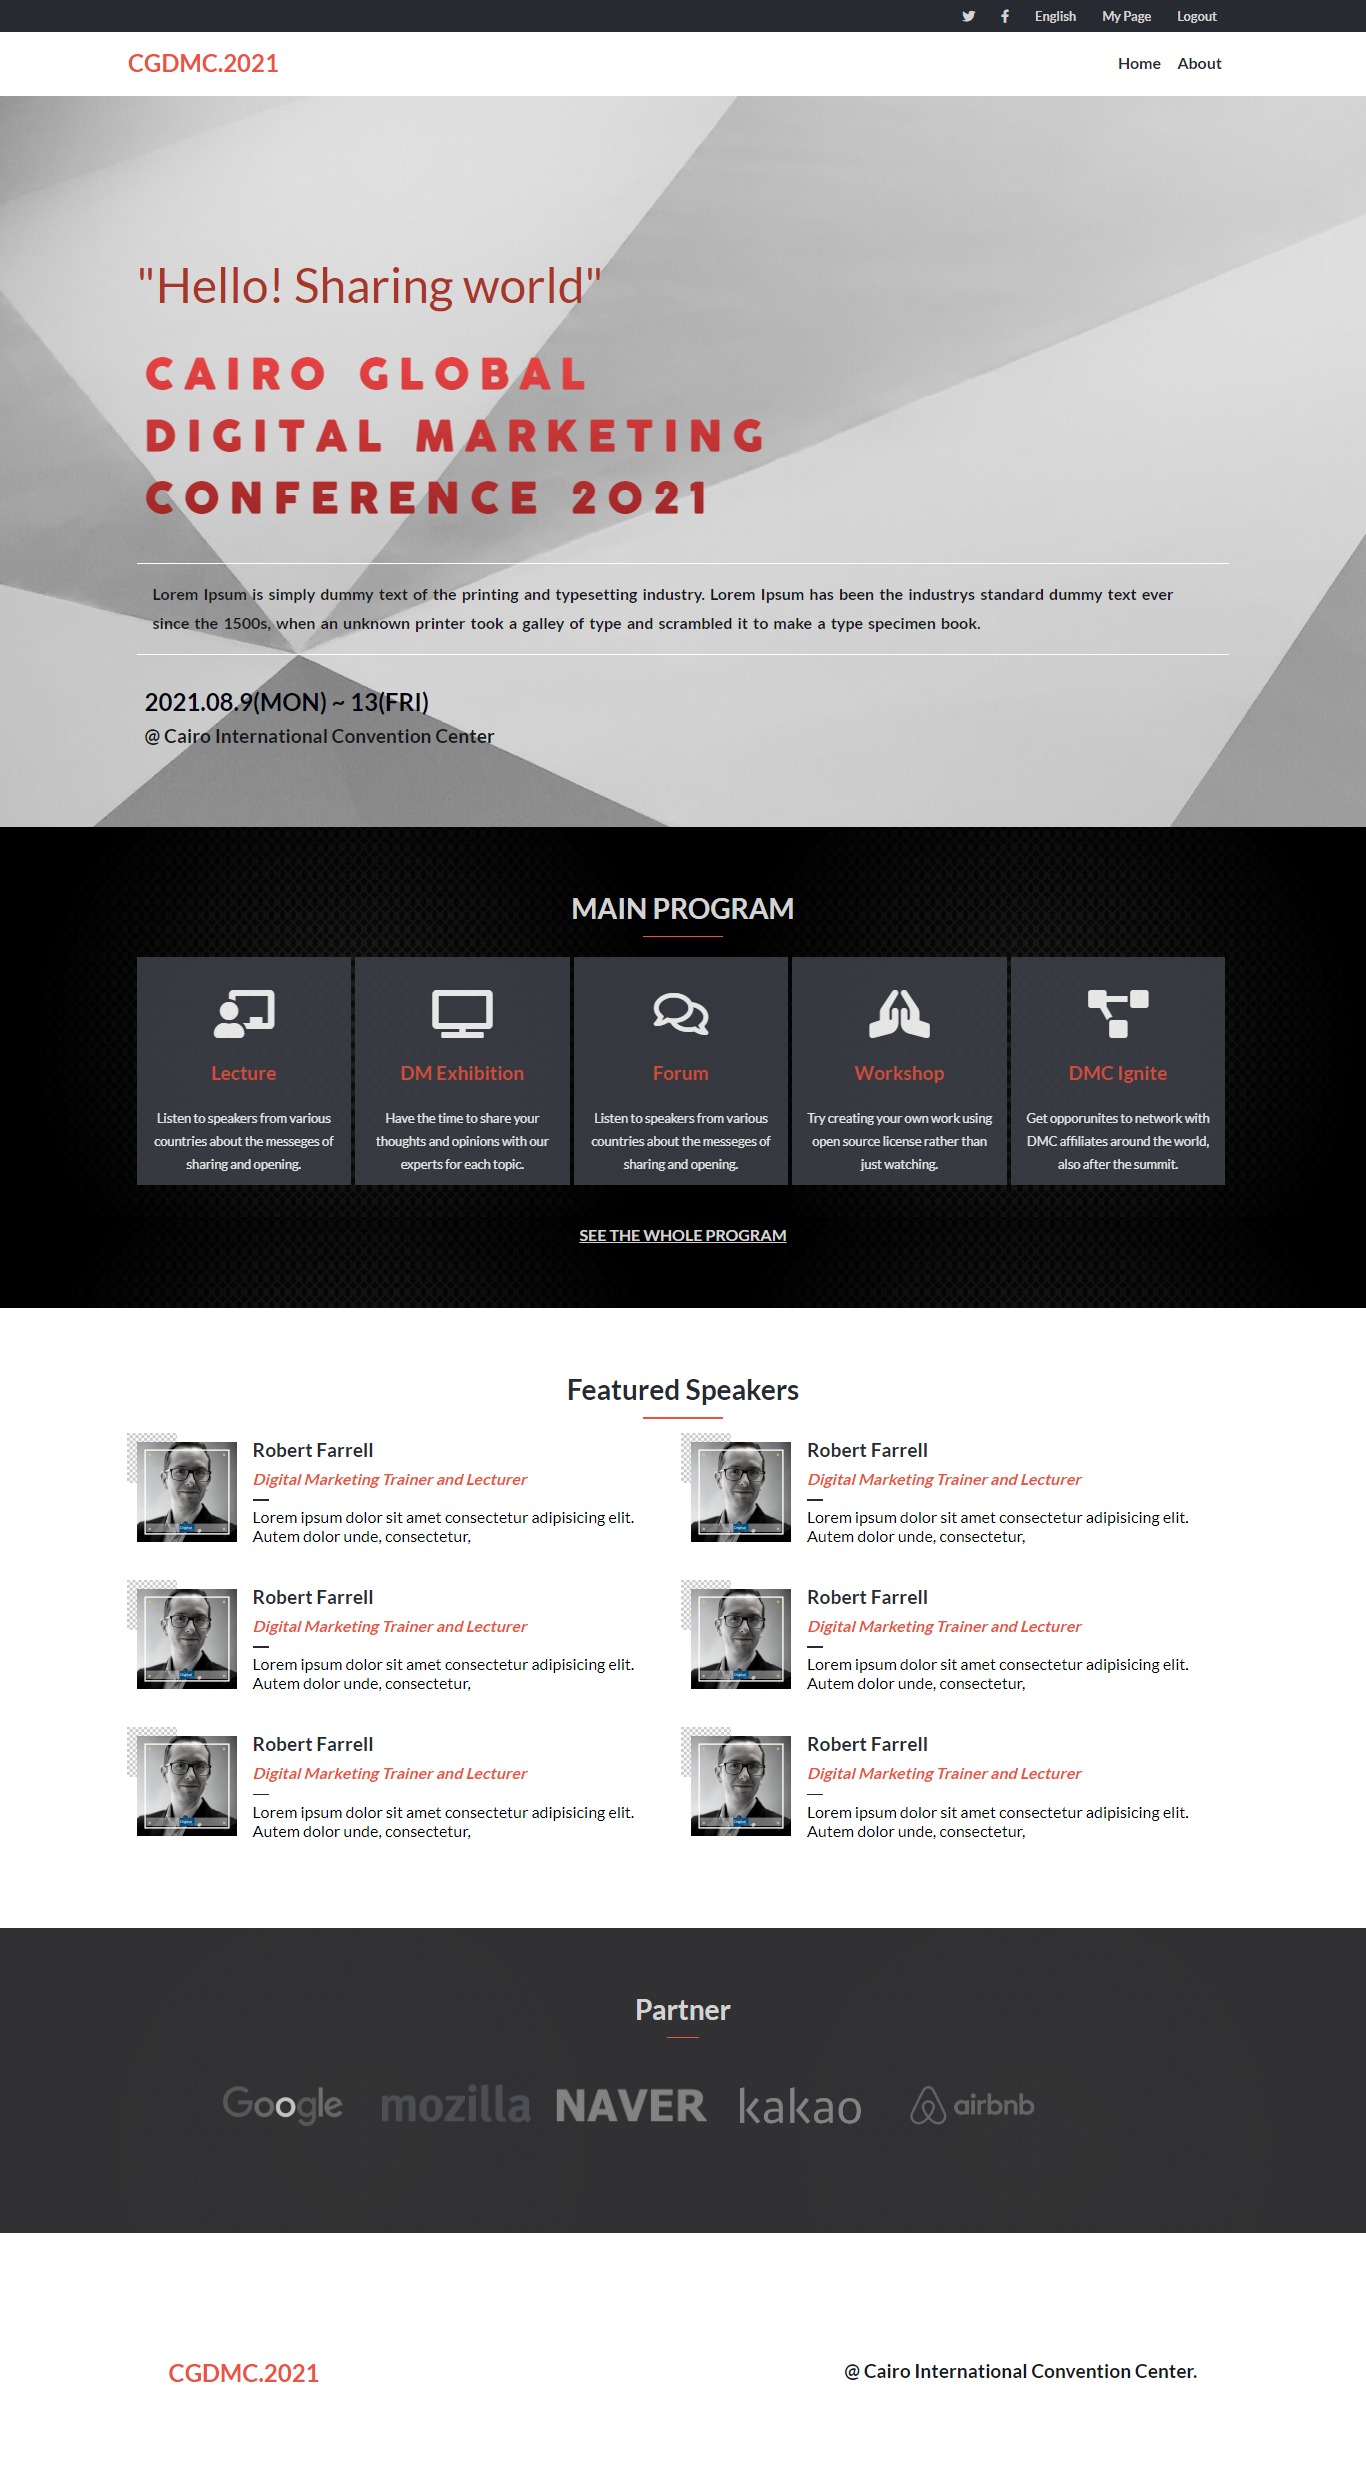 English My Page Logout
CGDMC.2021
Home About
"Hello! Sharing world"
CAIRO GLOBAL
DIGITAL MARKETING
CONFERENCE 2021
Lorem Ipsum is simply dummy text of the printing and typesetting industry. Lorem Ipsum has been the industrys standard dummy text ever
since the 1500s, when an unknown printer took a galley of type and scrambled it to make a type specimen book.
2021.08.9(MON) ~ 13(FRI)
@ Cairo International Convention Center
MAIN PROGRAM
Lecture
Listen to speakers from various
countries about the messeges of
sharing and opening.
DM Exhibition
Have the time to share your
thoughts and opinions with our
experts for each topic.
Forum
Listen to speakers from various
countries about the messeges of
sharing and opening.
Workshop
Try creating your own work using
open source license rather than
just watching.
DMC Ignite
Get opporunites to network with
DMC affiliates around the world,
also after the summit.
SEE THE WHOLE PROGRAM
Featured Speakers
Robert Farrell
Digital Marketing Trainer and Lecturer
Lorem ipsum dolor sit amet consectetur adipisicing elit.
Autem dolor unde, consectetur,
Robert Farrell
Digital Marketing Trainer and Lecturer
Lorem ipsum dolor sit amet consectetur adipisicing elit.
Autem dolor unde, consectetur,
Robert Farrell
Digital Marketing Trainer and Lecturer
Lorem ipsum dolor sit amet consectetur adipisicing elit.
Autem dolor unde, consectetur,
Robert Farrell
Digital Marketing Trainer and Lecturer
Lorem ipsum dolor sit amet consectetur adipisicing elit.
Autem dolor unde, consectetur,
Robert Farrell
Digital Marketing Trainer and Lecturer
Lorem ipsum dolor sit amet consectetur adipisicing elit.
Autem dolor unde, consectetur,
Robert Farrell
Digital Marketing Trainer and Lecturer
Lorem ipsum dolor sit amet consectetur adipisicing elit.
Autem dolor unde, consectetur,
Partner
Google mozilla NAVER kakao airbnb
CGDMC.2021
@ Cairo International Convention Center.